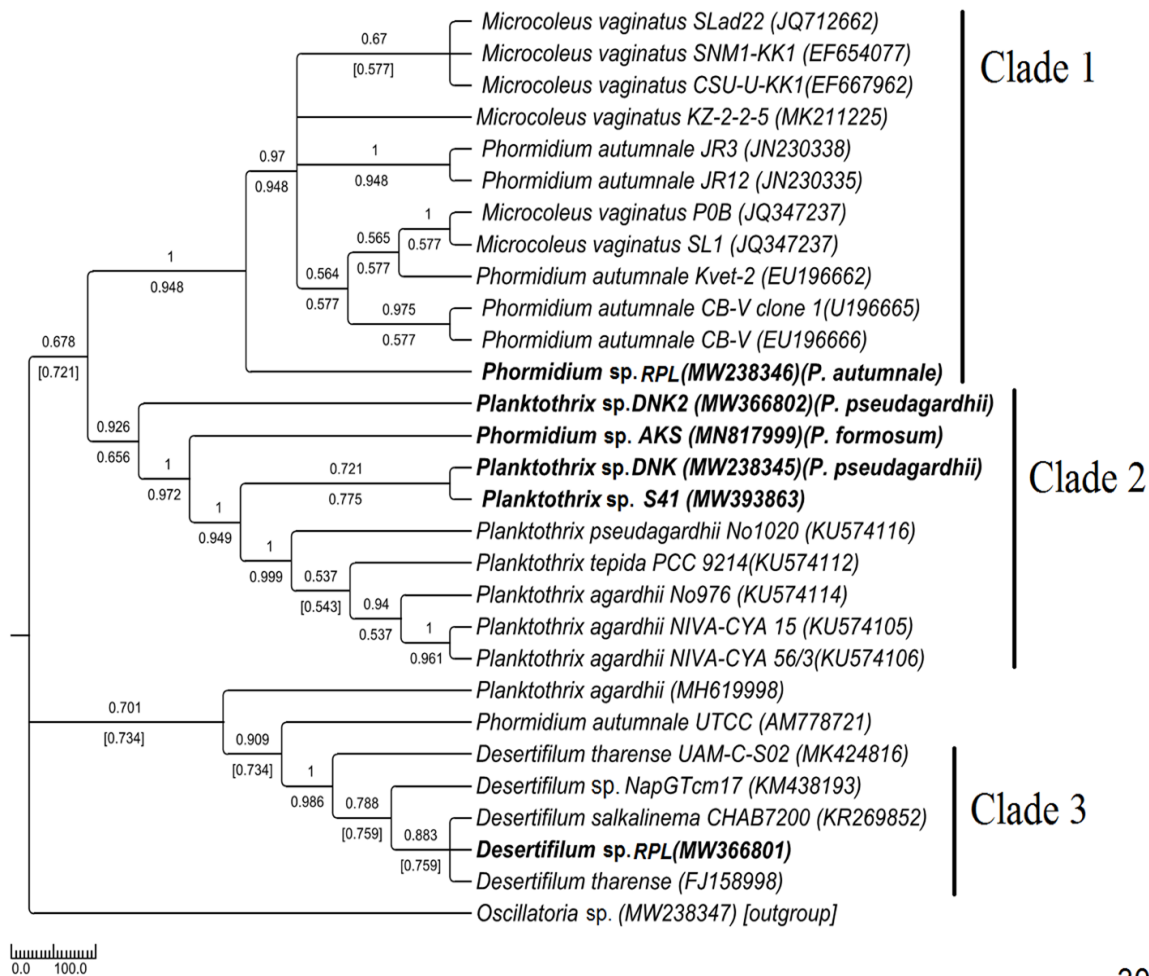 Microcoleus vaginatus SLad22 (JQ712662)
0.67
Microcoleus vaginatus SNM1-KK1 (EF654077)
[0.577]
Clade 1
Microcoleus vaginatus CSU-U-KK1(EF667962)
Microcoleus vaginatus KZ-2-2-5 (MK211225)
0.97
1
Phormidium autumnale JR3 (JN230338)
0.948
0.948
Phormidium autumnale JR12 (JN230335)
1
Microcoleus vaginatus P0B (JQ347237)
0.565
0.577
Microcoleus vaginatus SL1 (JQ347237)
1
0.564
0.577
Phormidium autumnale Kvet-2 (EU196662)
0.948
0.577
0.975
Phormidium autumnale CB-V clone 1(U196665)
0.678
0.577
Phormidium autumnale CB-V (EU196666)
[0.721]
Phormidium sp. RPL(MW238346)(P. autumnale)
Planktothrix sp.DNK2 (MW366802)(P. pseudagardhii)
0.926
Phormidium sp. AKS (MN817999)(P. formosum)
0.656
1
0.721
Planktothrix sp.DNK (MW238345)(P. pseudagardhii)
Clade 2
0.972
0.775
Planktothrix sp. S41 (MW393863)
1
Planktothrix pseudagardhii No1020 (KU574116)
0.949
1
Planktothrix tepida PCC 9214(KU574112)
0.999
0.537
Planktothrix agardhii No976 (KU574114)
[0.543]
0.94
Planktothrix agardhii NIVA-CYA 15 (KU574105)
0.537
1
Planktothrix agardhii NIVA-CYA 56/3(KU574106)
0.961
Planktothrix agardhii (MH619998)
0.701
Phormidium autumnale UTCC (AM778721)
[0.734]
0.909
Desertifilum tharense UAM-C-S02 (MK424816)
[0.734]
1
Desertifilum sp. NapGTcm17 (KM438193)
0.986
0.788
Clade 3
Desertifilum salkalinema CHAB7200 (KR269852)
[0.759]
0.883
Desertifilum sp.RPL(MW366801)
[0.759]
Desertifilum tharense (FJ158998)
Oscillatoria sp. (MW238347) [outgroup]
0.0 100.0